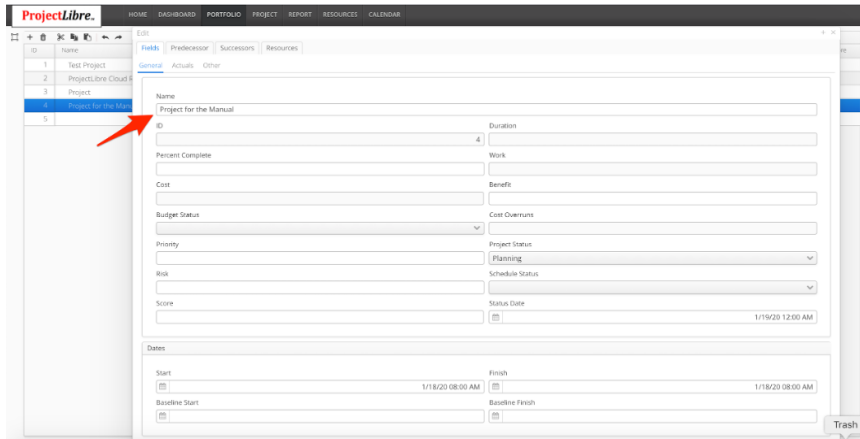 ProjectLibre™ HOME DASHBOARD PORTFOLIO PROJECT REPORT RESOURCES CALENDAR
Edit
ID Name
Fields Predecessor Successors Resources
1 Test Project
General Actuals Other
2 ProjectLibre Cloud
3 Project
4 Project for the Manu
5
Name
Project for the Manual
ID Duration
4
Percent Complete Work
Cost Benefit
Budget Status Cost Overruns
Priority Project Status
Planning
Risk Schedule Status
Score Status Date
1/19/20 12:00 AM
Dates
Start Finish
1/18/20 08:00 AM 1/18/20 08:00 AM
Baseline Start Baseline Finish
Trash